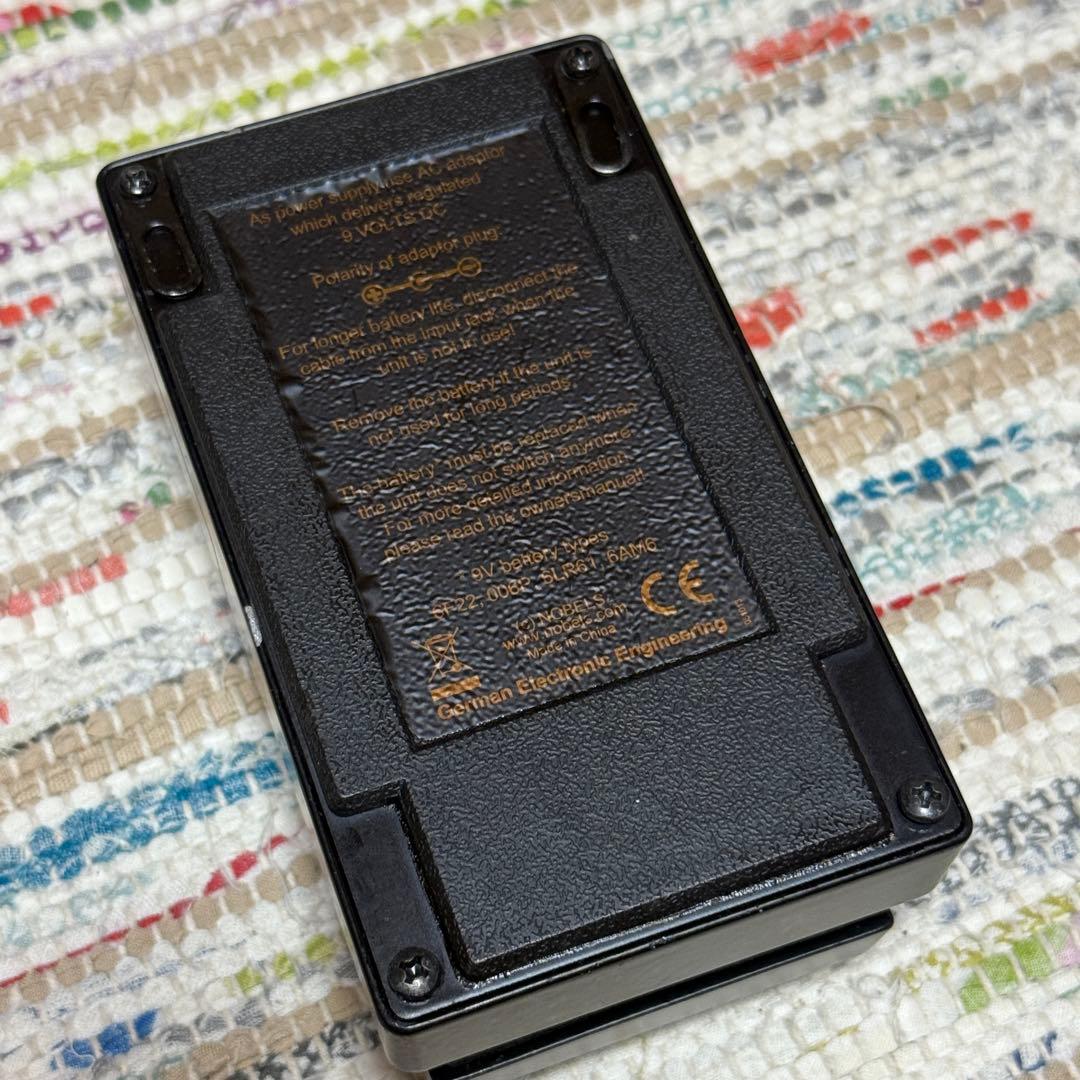 As power supply use AC adaptor
which delivers regulated
9 VOLTS DC
Polarity of adaptor plug:
For longer battery life, disconnect the
cable from the input jack when the
unit is not in use!
Remove the battery if the unit is
not used for long periods.
The battery* must be replaced when
the unit does not switch anymore
For more detailed information
please read the ownersmanual!
* 9V battery types
6F22, 006P, 6LR61, 6AM6
(c) NOBELS
www.nobels.com
Made in China
CE
German Electronic Engineering